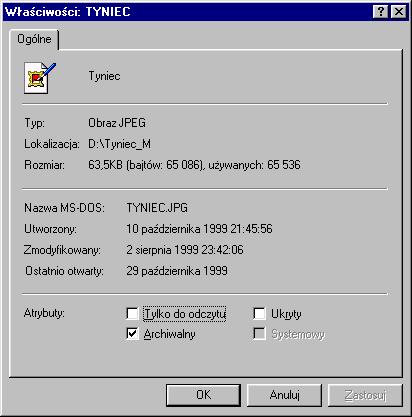 Właściwości: TYNIEC
Ogólne
Tyniec
Typ: Obraz JPEG
Lokalizacja: D:\Tyniec_M
Rozmiar: 63,5KB (bajtów: 65 086), używanych: 65 536
Nazwa MS-DOS: TYNIEC.JPG
Utworzony: 10 października 1999 21:45:56
Zmodyfikowany: 2 sierpnia 1999 23:42:06
Ostatnio otwarty: 29 października 1999
Atrybuty: Tylko do odczytu Ukryty
Archiwalny Systemowy
OK Anuluj Zastosuj